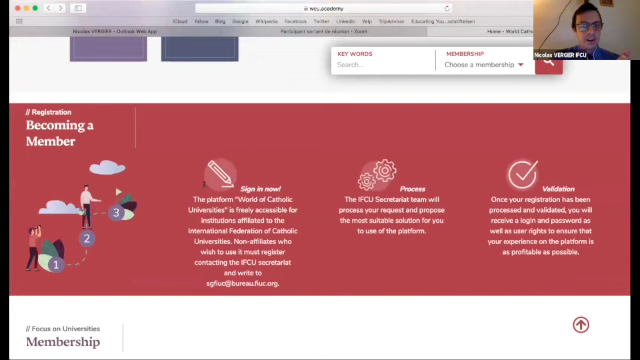 wcu.academy
iCloud
Favew
Blog
Google
Wikipedia
Facebook
Twitter
LinkedIn
Yelp
TripAdvisor
Nicolas VERGER – Outlook Web App
Participant sortant de réunion - Zoom
Home - World Catho
Nicolas VERGER IFCU
KEY WORDS
Search...
MEMBERSHIP
Choose a membership
// Registration
Becoming a
Member
1
2
3
Sign in now!
The platform "World of Catholic
Universities" is freely accessible for
institutions affiliated to the
International Federation of Catholic
Universities. Non-affiliates who
wish to use it must register
contacting the IFCU secretariat
and write to
sgfiuc@bureau.fiuc.org.
Process
The IFCU Secretariat team will
process your request and propose
the most suitable solution for you
to use of the platform.
Validation
Once your registration has been
processed and validated, you will
receive a login and password as
well as user rights to ensure that
your experience on the platform is
as profitable as possible.
// Focus on Universities
Membership